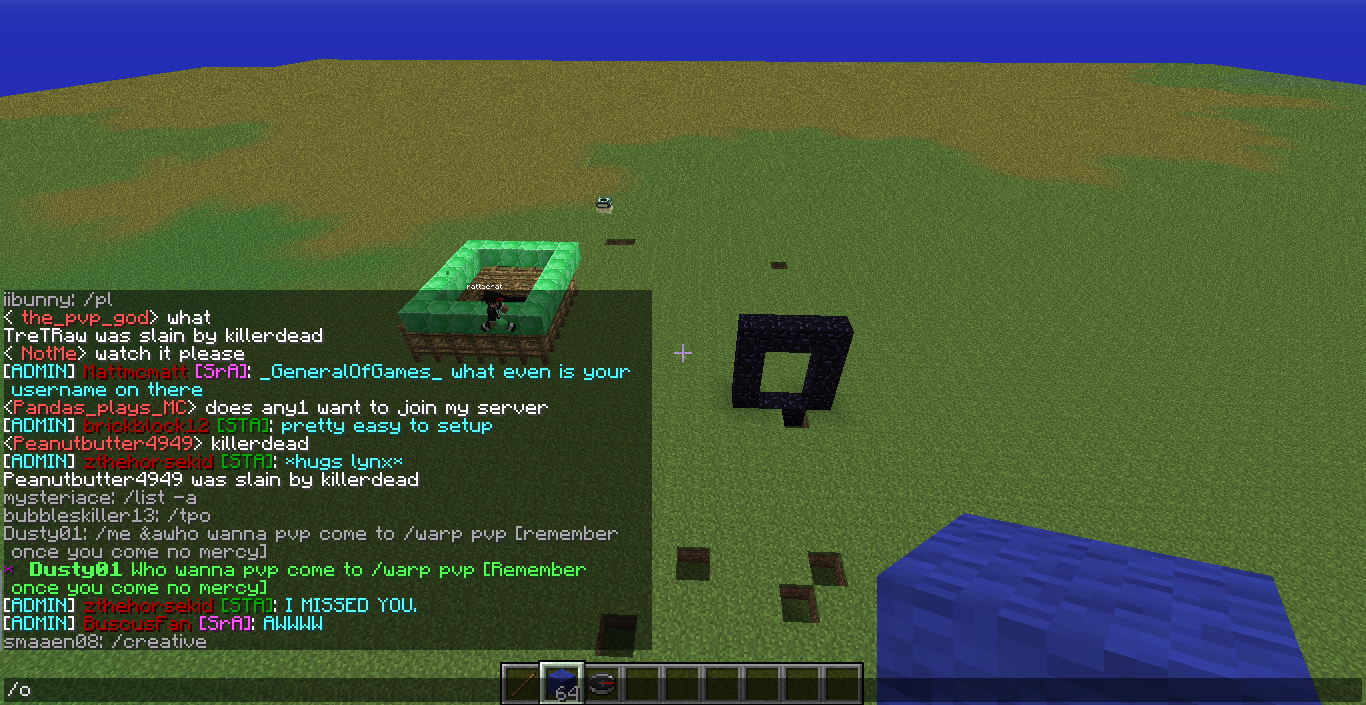 rattserat
iibunny: /pl
< the_pvp_god> what
TreTRaw was slain by killerdead
< NotMe> watch it please
[ADMIN] Mattmcmatt [SrA]: _GeneralOfGames_ what even is your
username on there
<Pandas_plays_MC> does any1 want to join my server
[ADMIN] brickblock12 [STA]: pretty easy to setup
<Peanutbutter4949> killerdead
[ADMIN] zthehorsekid [STA]: *hugs lynx*
Peanutbutter4949 was slain by killerdead
mysteriace: /list -a
bubbleskiller13: /tpo
Dusty01: /me &awho wanna pvp come to /warp pvp [remember
once you come no mercy]
* Dusty01 Who wanna pvp come to /warp pvp [Remember
once you come no mercy]
[ADMIN] zthehorsekid [STA]: I MISSED YOU.
[ADMIN] BuscusFan [SrA]: AWWWW
smaaen08: /creative
64
/o